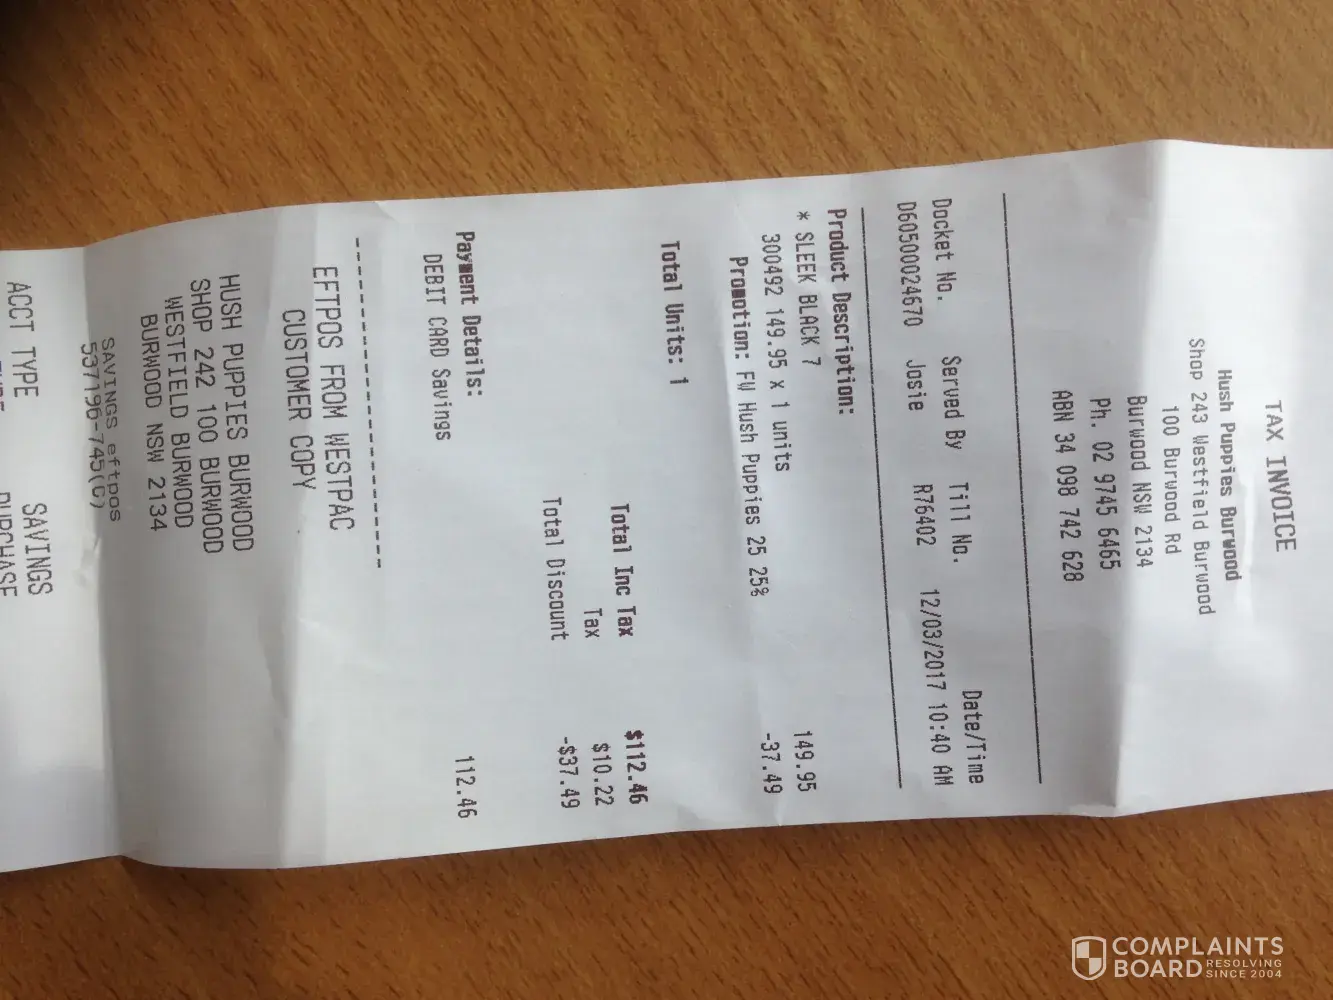 TAX INVOICE
Hush Puppies Burwood
Shop 243 Westfield Burwood
100 Burwood Rd
Burwood NSW 2134
Ph. 02 9745 6465
ABN 34 098 742 628
Docket No. Served By Till No. Date/Time
D60500024670 Josie R76402 12/03/2017 10:40 AM
Product Description:
* SLEEK BLACK 7
300492 149.95 x 1 units 149.95
Promotion: FW Hush Puppies 25 25% -37.49
Total Units: 1
Total Inc Tax $112.46
Tax $10.22
Total Discount -$37.49
Payment Details:
DEBIT CARD Savings 112.46
EFTPOS FROM WESTPAC
CUSTOMER COPY
HUSH PUPPIES BURWOOD
SHOP 242 100 BURWOOD
WESTFIELD BURWOOD
BURWOOD NSW 2134
SAVINGS eftpos
537196-745(C)
ACCT TYPE SAVINGS
PURCHASE
COMPLAINTS
BOARD RESOLVING
SINCE 2004